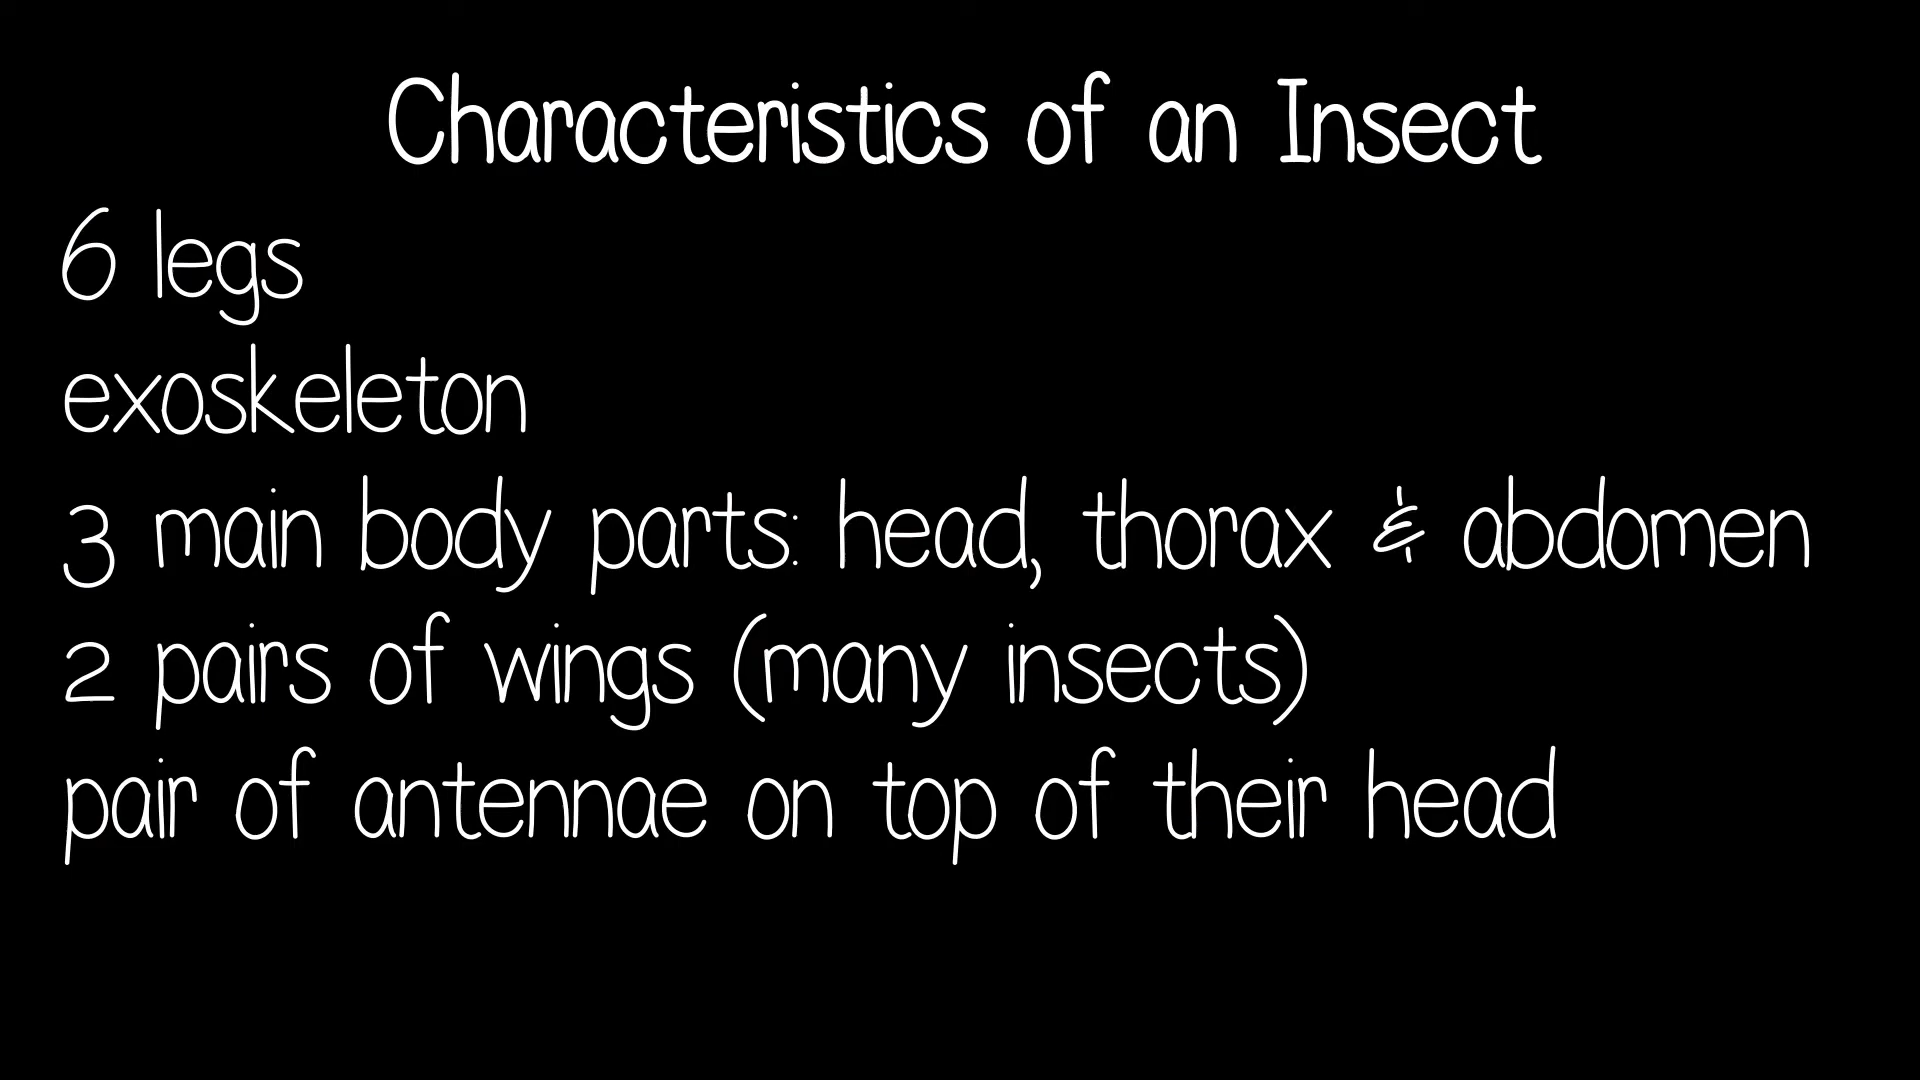 Characteristics of an Insect
6 legs
exoskeleton
3 main body parts: head, thorax & abdomen
2 pairs of wings (many insects)
pair of antennae on top of their head